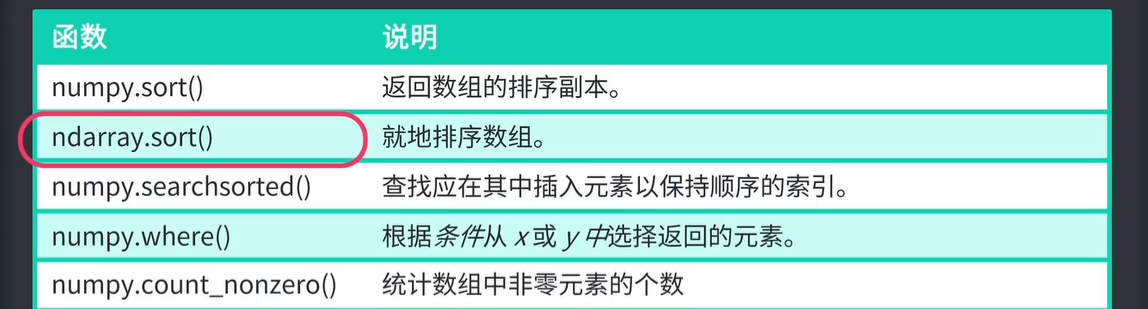 函数 说明
numpy.sort() 返回数组的排序副本。
ndarray.sort() 就地排序数组。
numpy.searchsorted() 查找应在其中插入元素以保持顺序的索引。
numpy.where() 根据条件从 x 或 y 中选择返回的元素。
numpy.count_nonzero() 统计数组中非零元素的个数